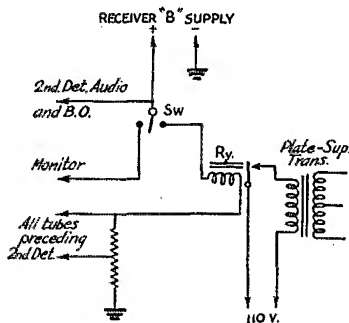 RECEIVER "B" SUPPLY
+ -
2nd. Det. Audio
and B.O.
Sw
Monitor
Ry.
Plate-Sup.
Trans.
All tubes
preceding
2nd Det.
110 V.